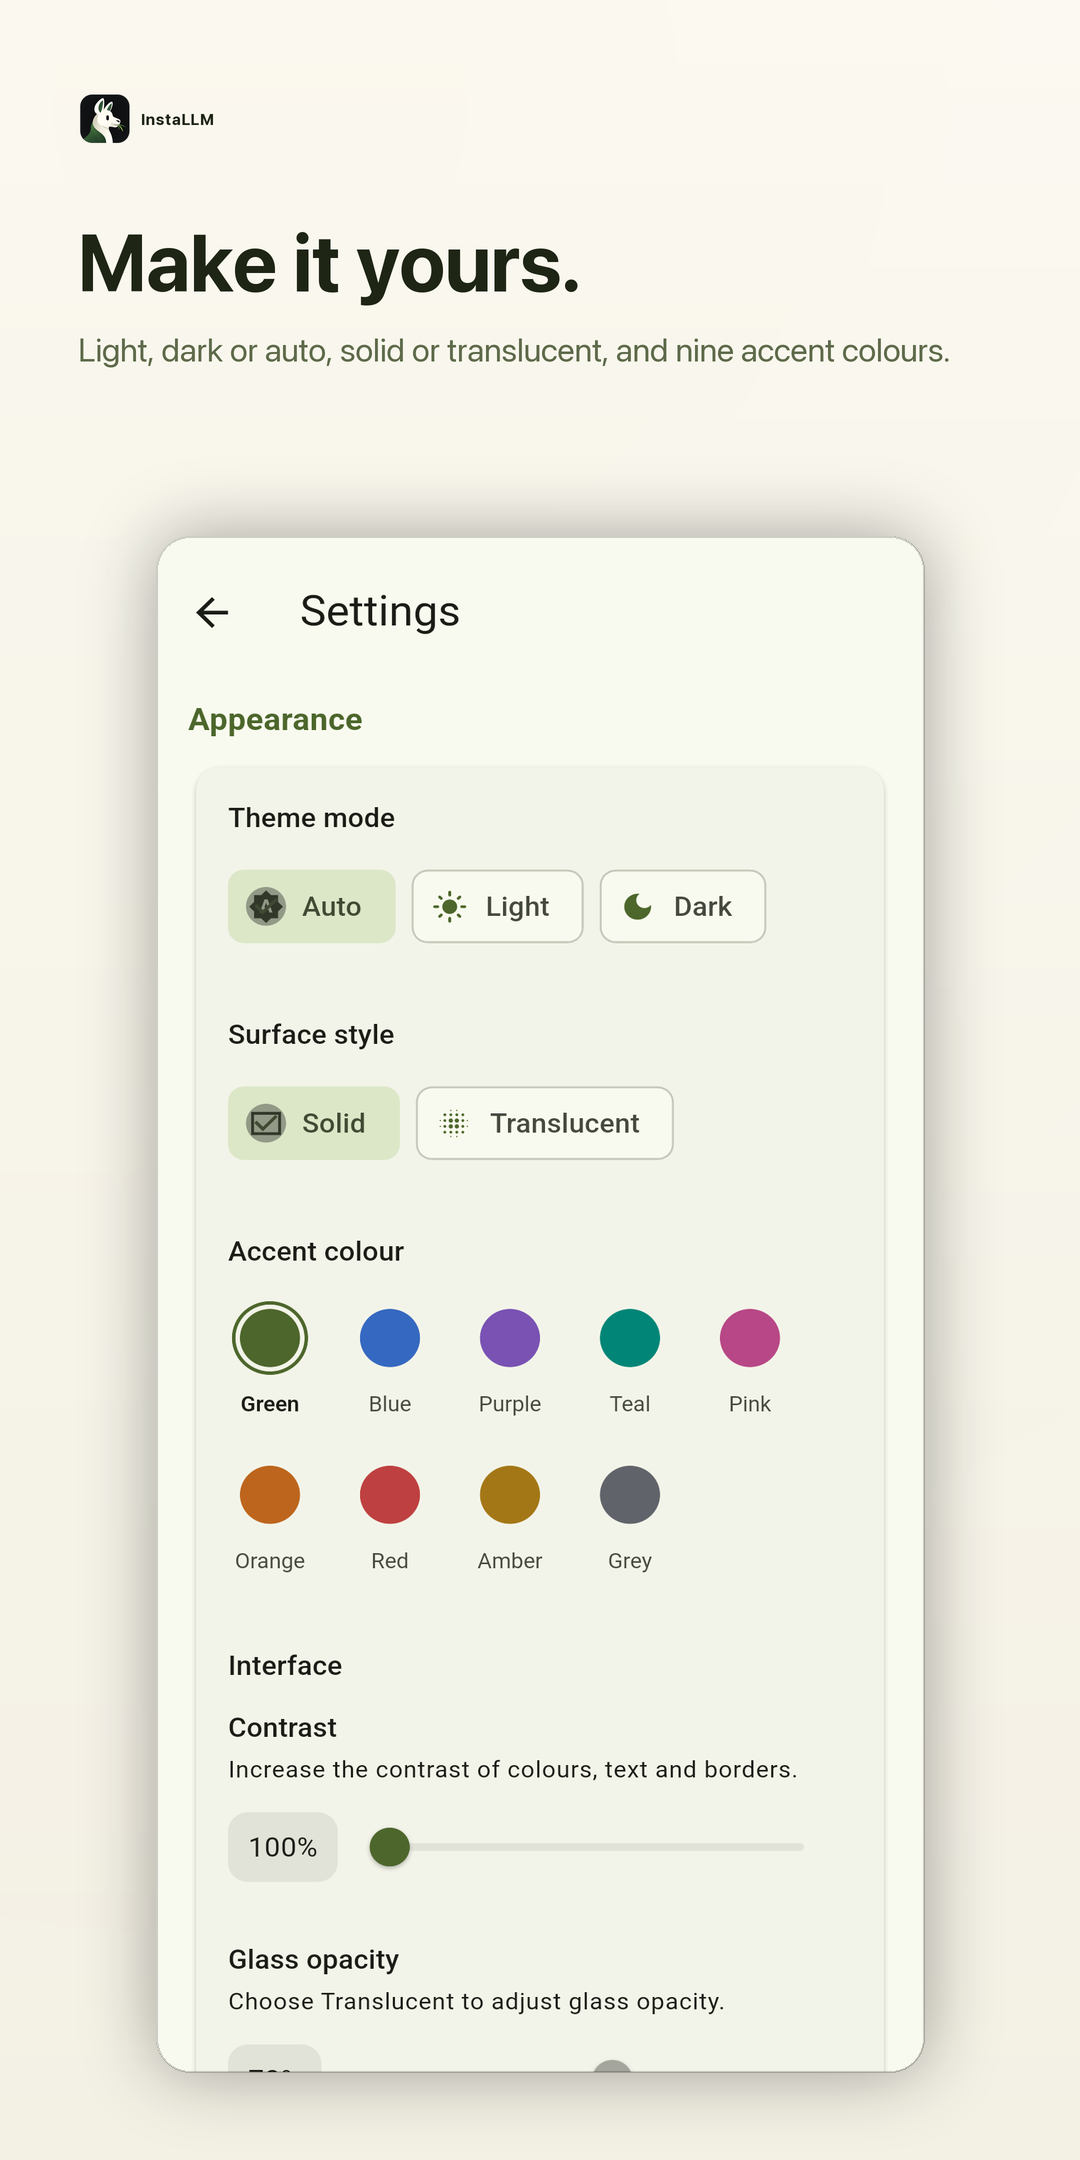 InstaLLM
Make it yours.
Light, dark or auto, solid or translucent, and nine accent colours.
Settings
Appearance
Theme mode
Auto Light Dark
Surface style
Solid Translucent
Accent colour
Green Blue Purple Teal Pink
Orange Red Amber Grey
Interface
Contrast
Increase the contrast of colours, text and borders.
100%
Glass opacity
Choose Translucent to adjust glass opacity.